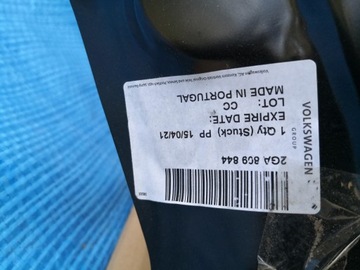 VOLKSWAGEN
GROUP
2GA 809 844
1 Qty (Stuck) PP 15/04/21
EXPIRE DATE:
LOT: CC
MADE IN PORTUGAL